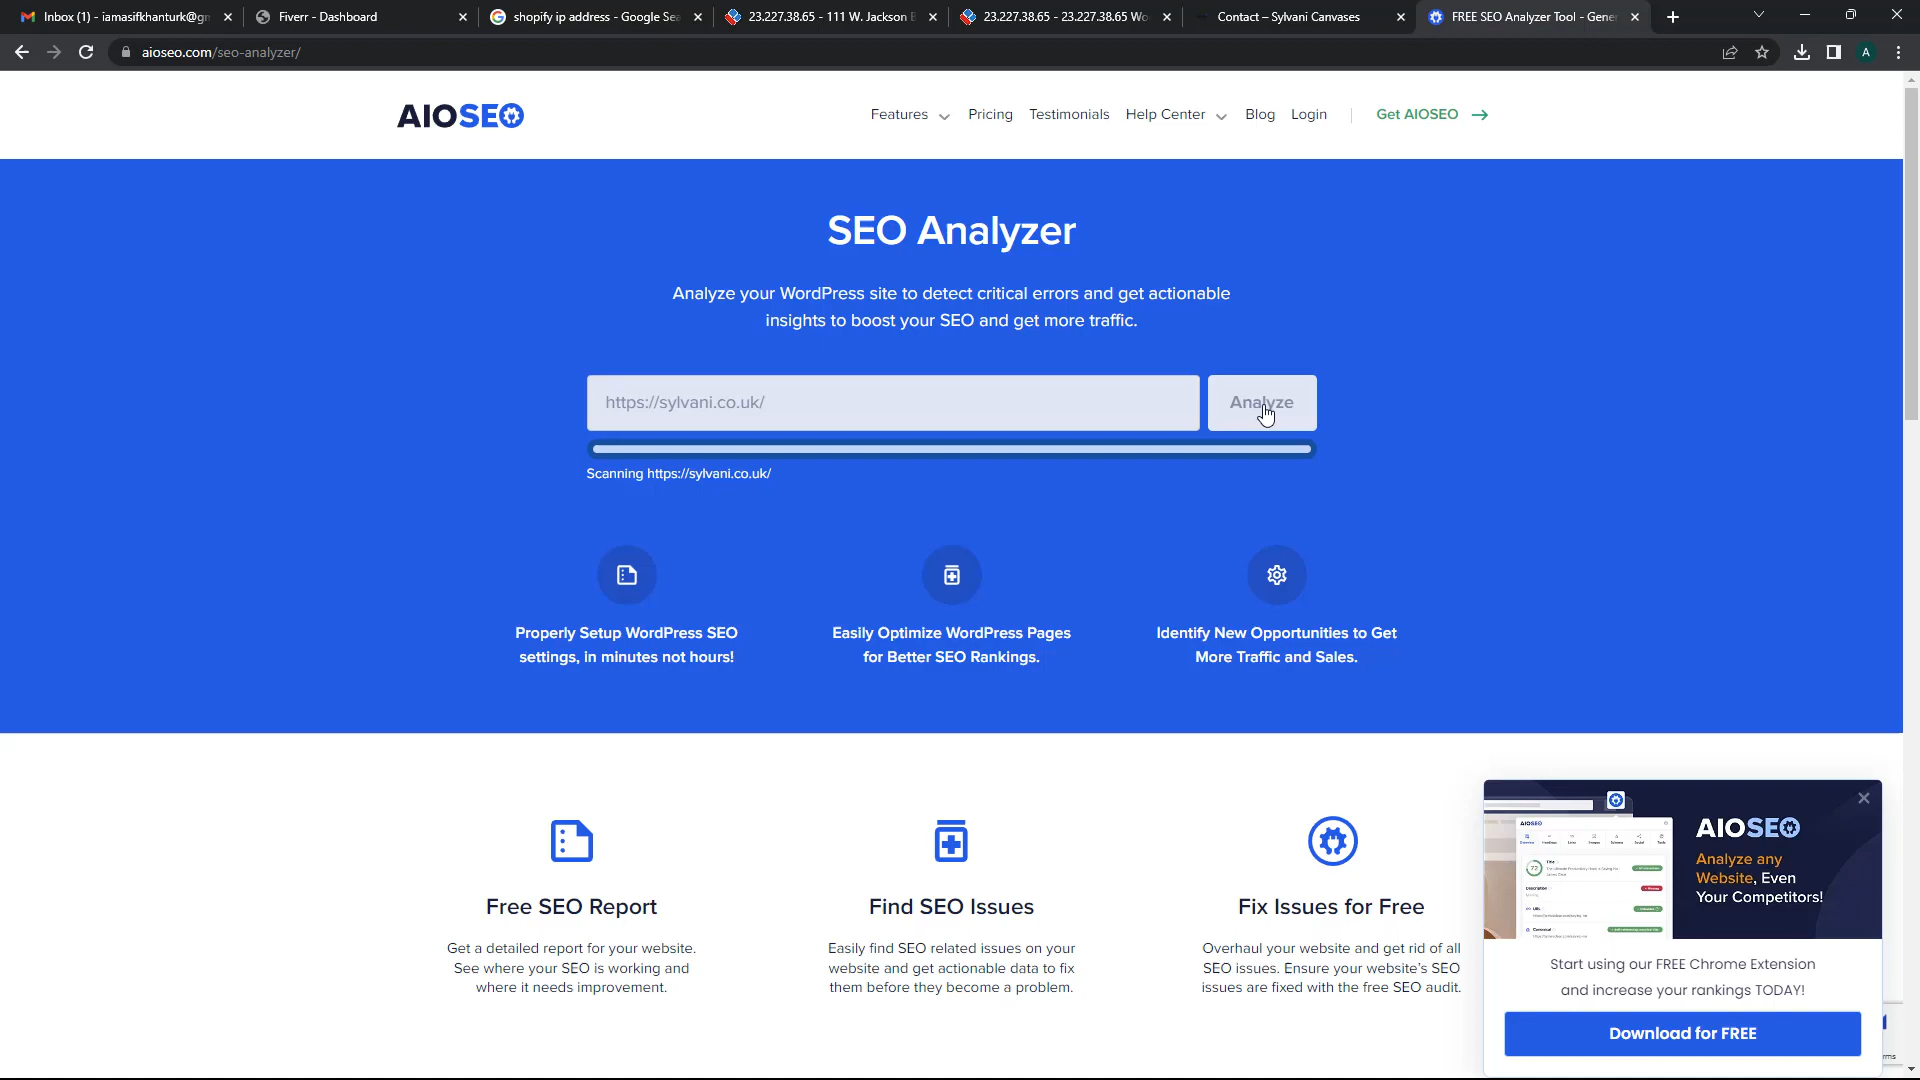 Inbox (1) - iamasifkhanturk@gm
Fiverr - Dashboard
shopify ip address - Google Sea
23.227.38.65 - 111 W. Jackson B
23.227.38.65 - 23.227.38.65 Wo
Contact – Sylvani Canvases
FREE SEO Analyzer Tool - Gener
aioseo.com/seo-analyzer/
A
AIOSEO
Features
Pricing
Testimonials
Help Center
Blog
Login
Get AIOSEO
SEO Analyzer
Analyze your WordPress site to detect critical errors and get actionable
insights to boost your SEO and get more traffic.
https://sylvani.co.uk/
Analyze
Scanning https://sylvani.co.uk/
Properly Setup WordPress SEO
settings, in minutes not hours!
Easily Optimize WordPress Pages
for Better SEO Rankings.
Identify New Opportunities to Get
More Traffic and Sales.
Free SEO Report
Get a detailed report for your website.
See where your SEO is working and
where it needs improvement.
Find SEO Issues
Easily find SEO related issues on your
website and get actionable data to fix
them before they become a problem.
Fix Issues for Free
Overhaul your website and get rid of all
SEO issues. Ensure your website's SEO
issues are fixed with the free SEO audit.
AIOSEO
AIOSEO
Analyze any
Website, Even
Your Competitors!
Start using our FREE Chrome Extension
and increase your rankings TODAY!
Download for FREE